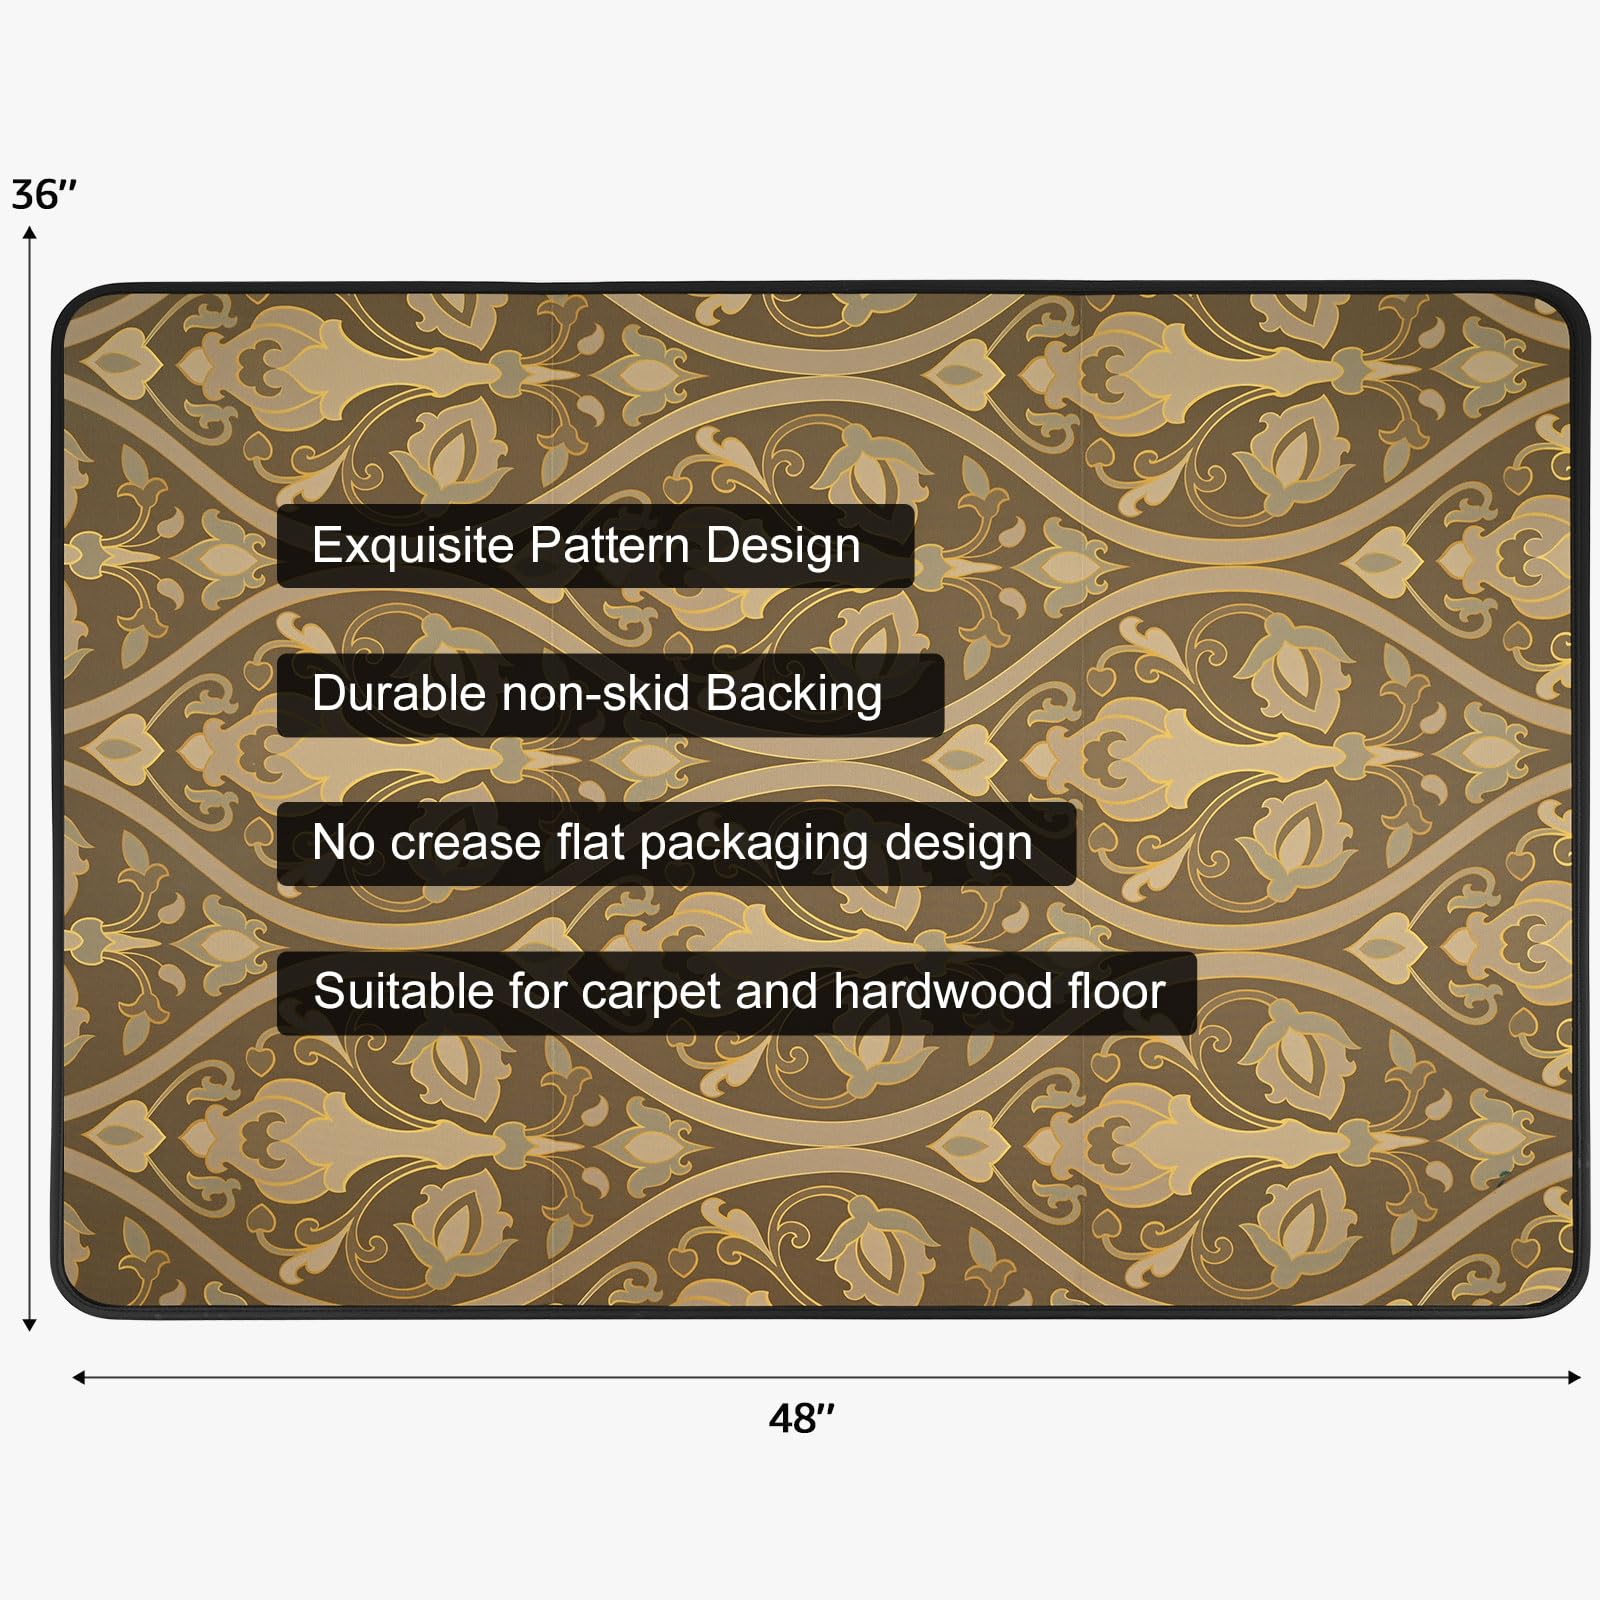 36″
Exquisite Pattern Design
Durable non-skid Backing
No crease flat packaging design
Suitable for carpet and hardwood floor
48″